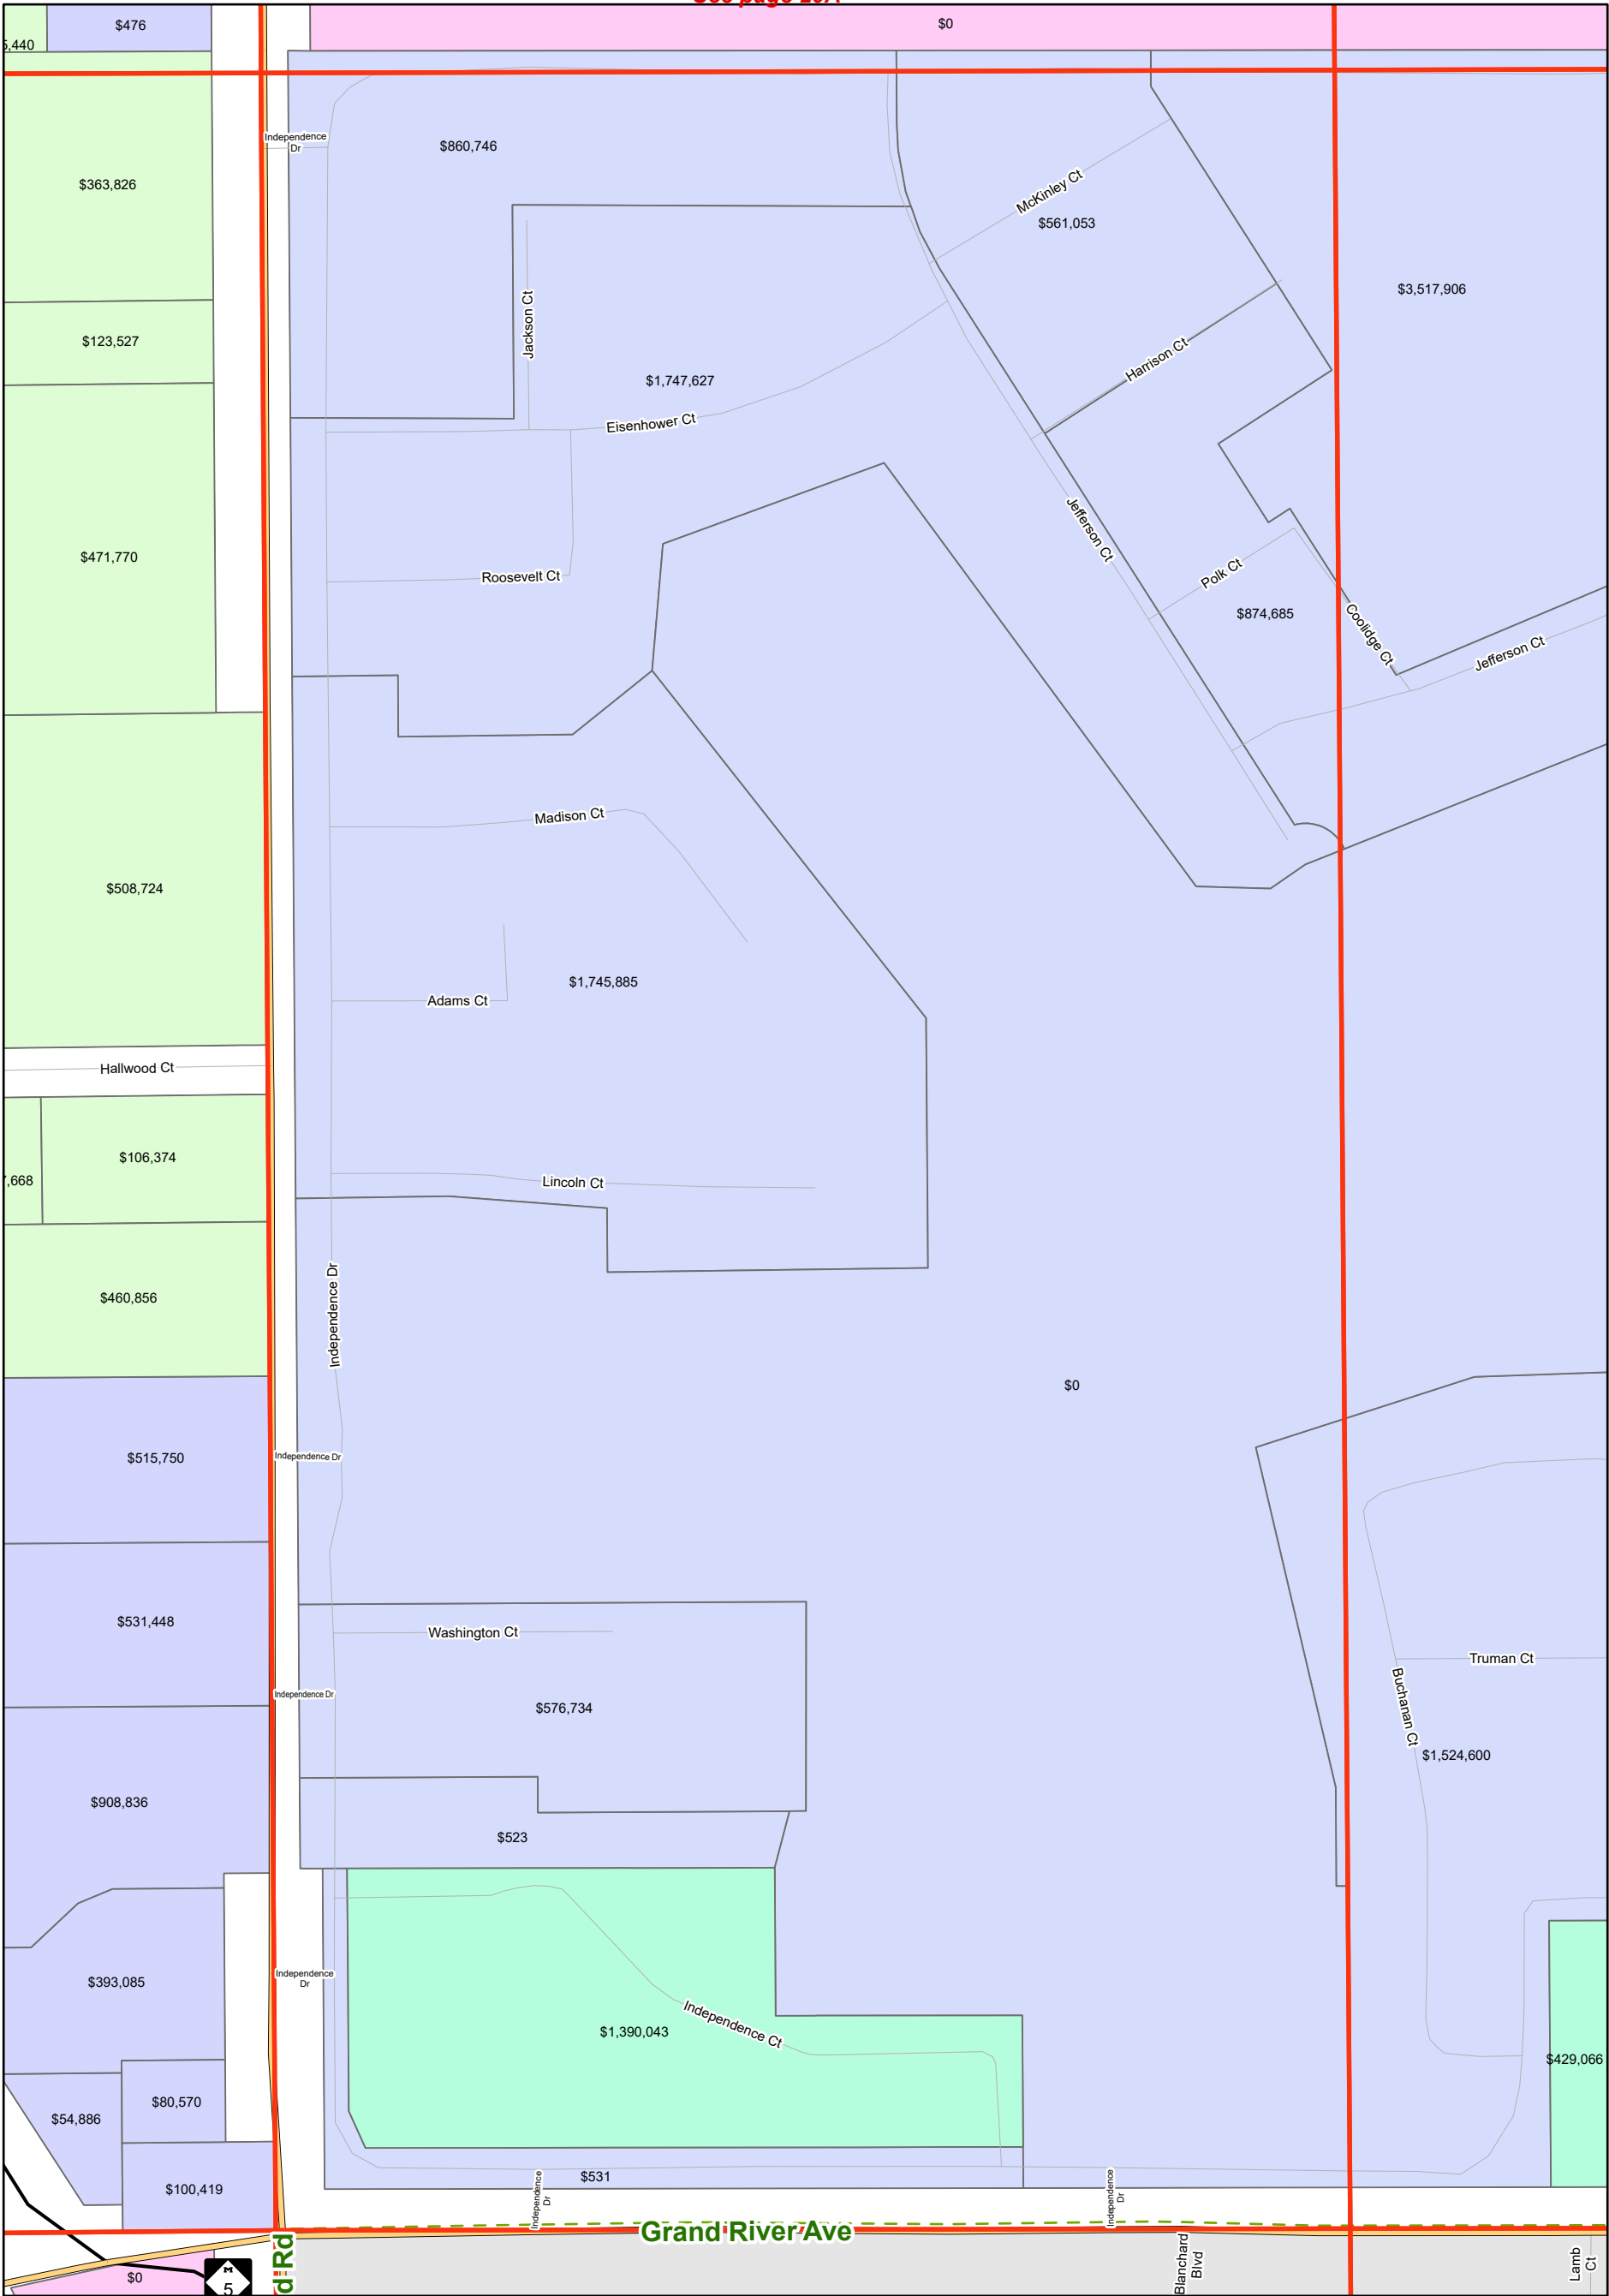 $476
$0
5,440
Independence
Dr
$860,746
$363,826
McKinley Ct
$561,053
$3,517,906
$123,527
Jackson Ct
Harrison Ct
$1,747,627
Eisenhower Ct
$471,770
Jefferson Ct
Roosevelt Ct
Polk Ct
$874,685
Coolidge Ct
Jefferson Ct
Madison Ct
$508,724
$1,745,885
Adams Ct
Hallwood Ct
$106,374
7,668
Lincoln Ct
$460,856
Independence Dr
$0
$515,750
Independence Dr
$531,448
Washington Ct
Truman Ct
Independence Dr
Buchanan Ct
$576,734
$1,524,600
$908,836
$523
$393,085
Independence
Dr
Independence Ct
$1,390,043
$429,066
$80,570
$54,886
$100,419
$531
Independence
Dr
Independence
Dr
Grand River Ave
d Rd
Blanchard
Blvd
Lamb
Ct
$0
M
5